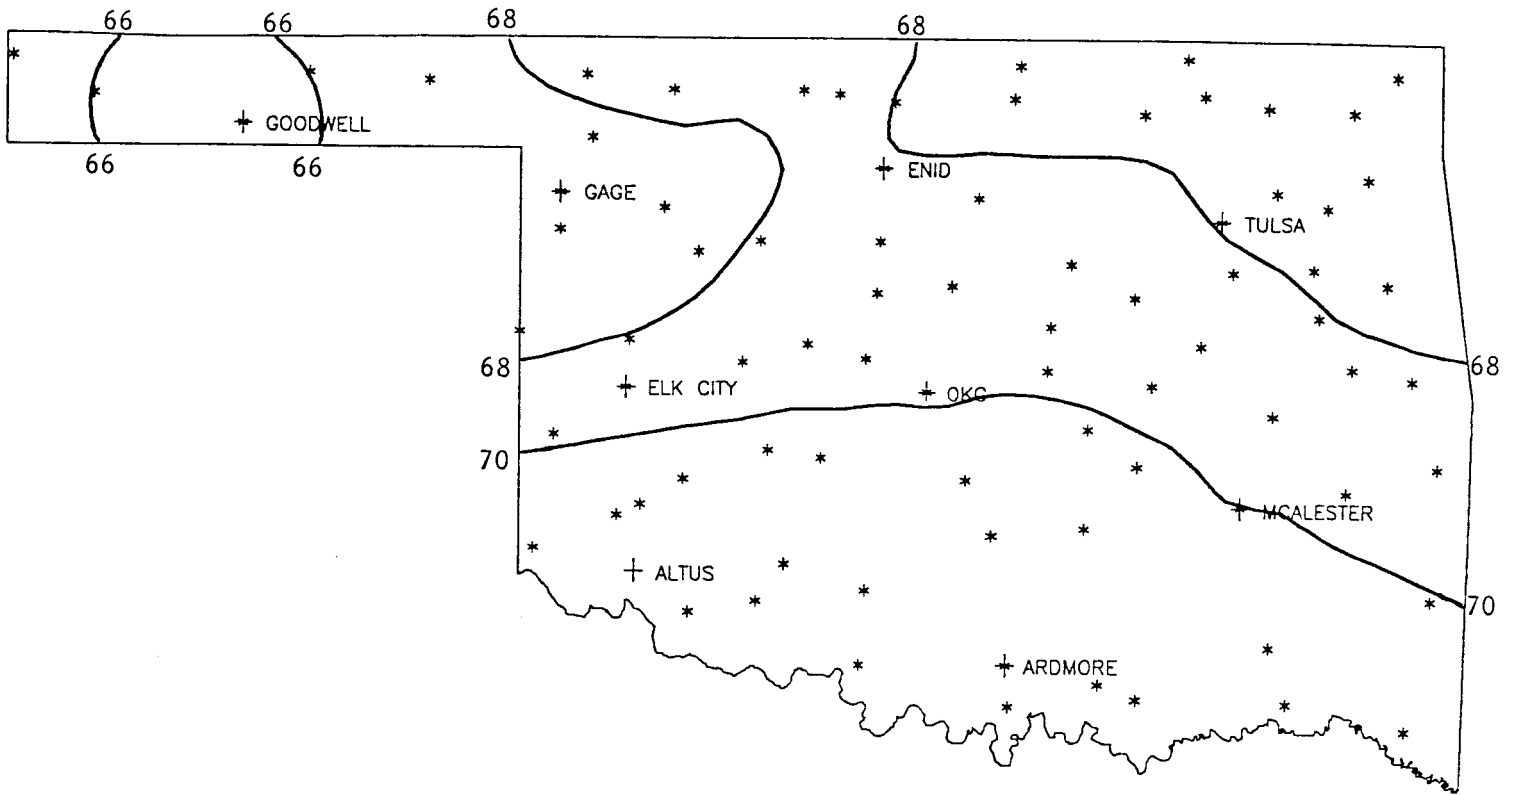 66 66 68 68
GOODWELL
66 66
ENID
GAGE
TULSA
68 68
ELK CITY OKC
70
MCALESTER
ALTUS
70
ARDMORE